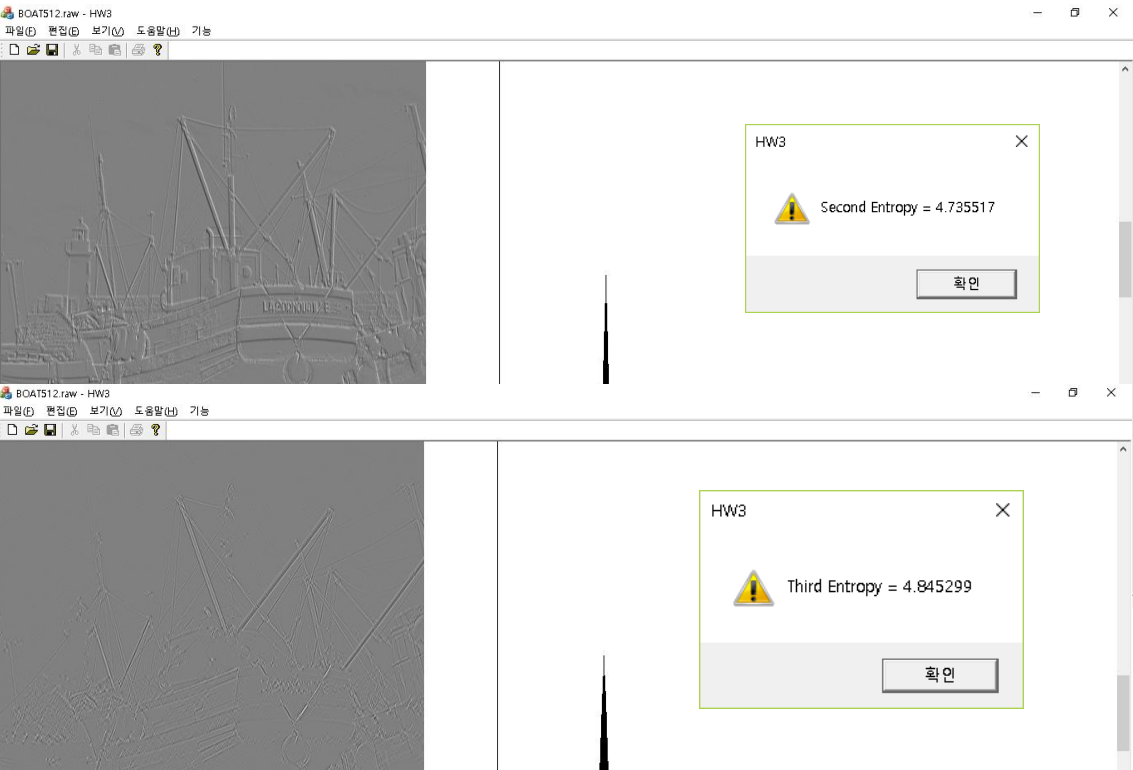 BOAT512.raw - HW3
파일(F) 편집(E) 보기(V) 도움말(H) 기능
HW3
Second Entropy = 4.735517
확인
BOAT512.raw - HW3
파일(F) 편집(E) 보기(V) 도움말(H) 기능
HW3
Third Entropy = 4.845299
확인